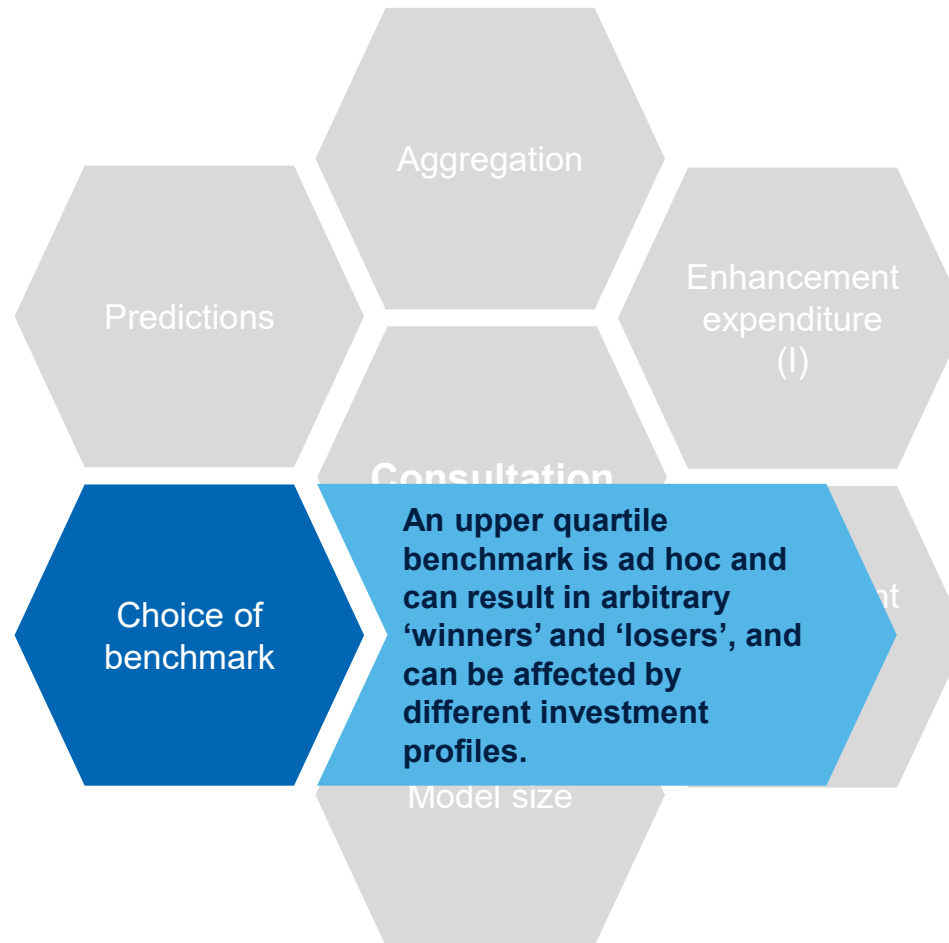 Aggregation
Predictions
Enhancement
expenditure
(I)
Consultation
Choice of
benchmark
An upper quartile
benchmark is ad hoc and
can result in arbitrary
‘winners’ and ‘losers’, and
can be affected by
different investment
profiles.
nt
Model size